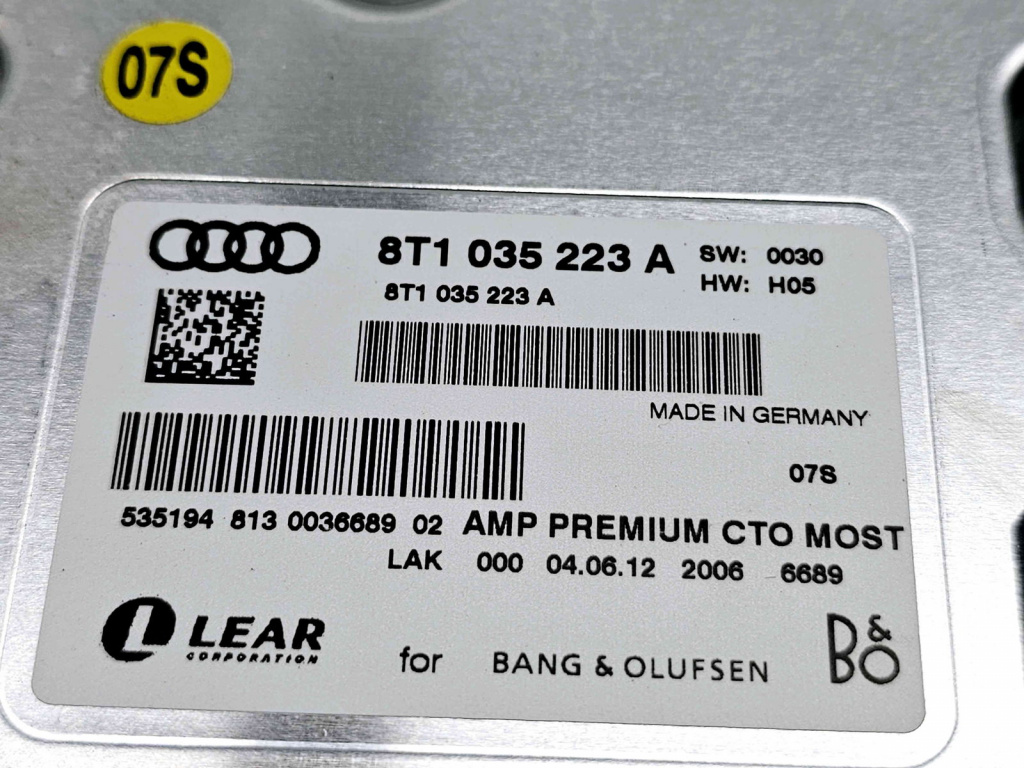 07S
8T1 035 223 A SW: 0030
8T1 035 223 A HW: H05
MADE IN GERMANY
07S
535194 813 0036689 02 AMP PREMIUM CTO MOST
LAK 000 04.06.12 2006 6689
L LEAR
CORPORATION
for BANG & OLUFSEN B&O